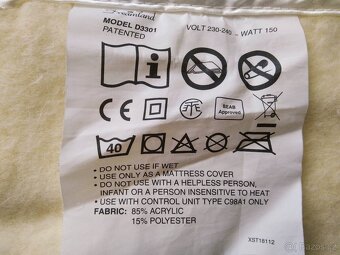 Dreamland
MODEL D3301
PATENTED
VOLT 230-240 - WATT 150
CE
BEAB
Approved
40
- DO NOT USE IF WET
- USE ONLY AS A MATTRESS COVER
- DO NOT USE WITH A HELPLESS PERSON,
INFANT OR A PERSON INSENSITIVE TO HEAT
- USE WITH CONTROL UNIT TYPE C98A1 ONLY
FABRIC: 85% ACRYLIC
15% POLYESTER
XST18112